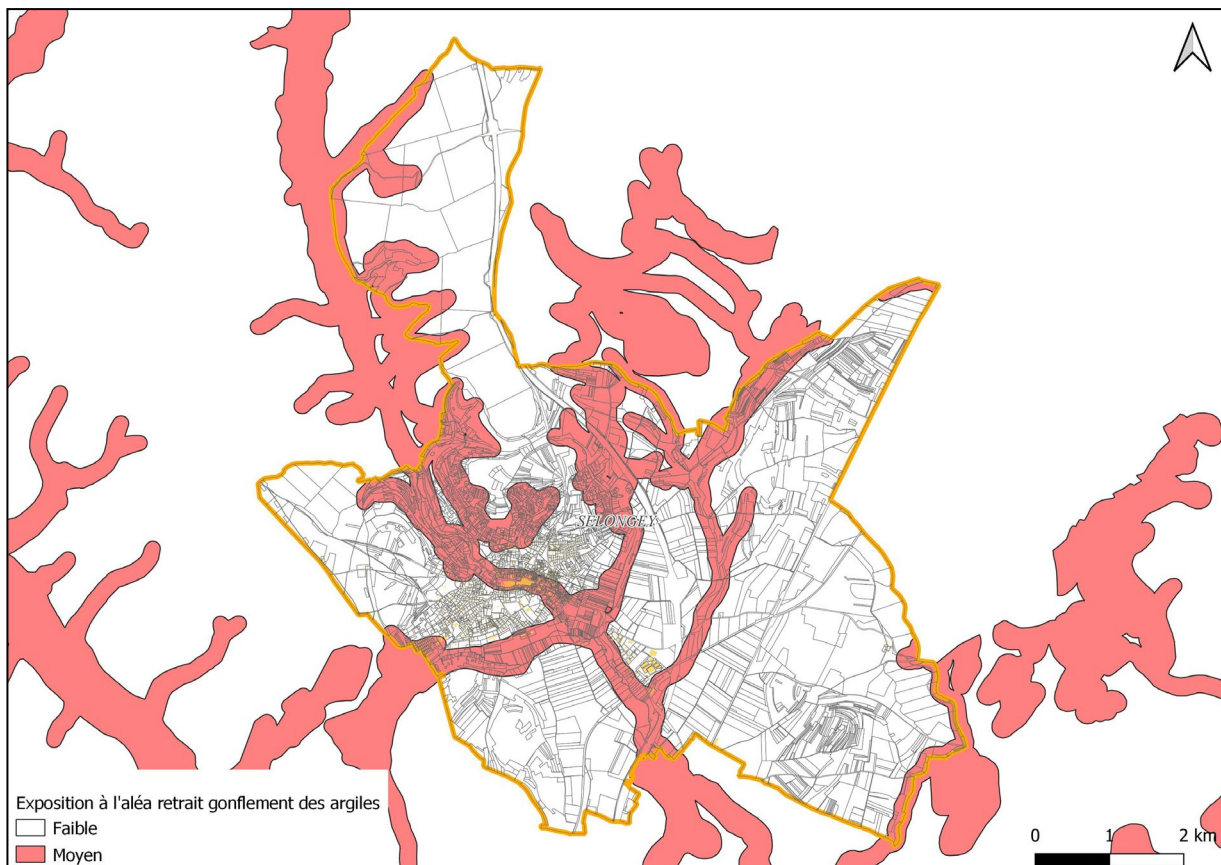 SELONGEY
Exposition à l'aléa retrait gonflement des argiles
Faible
Moyen
0 1 2 km